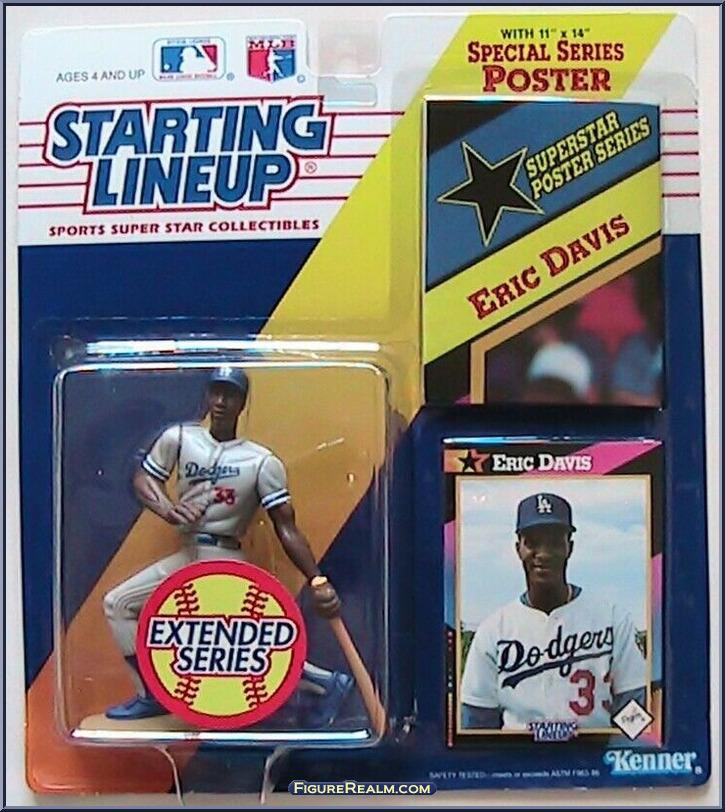 WITH 11" x 14"
SPECIAL SERIES
POSTER
AGES 4 AND UP
MLB
STARTING
LINEUP®
SPORTS SUPER STAR COLLECTIBLES
SUPERSTAR
POSTER SERIES
ERIC DAVIS
ERIC DAVIS
LA
Dodgers
33
Dodgers
33
EXTENDED
SERIES
STARTING
LINEUP
Kenner®
FIGUREREALM.COM